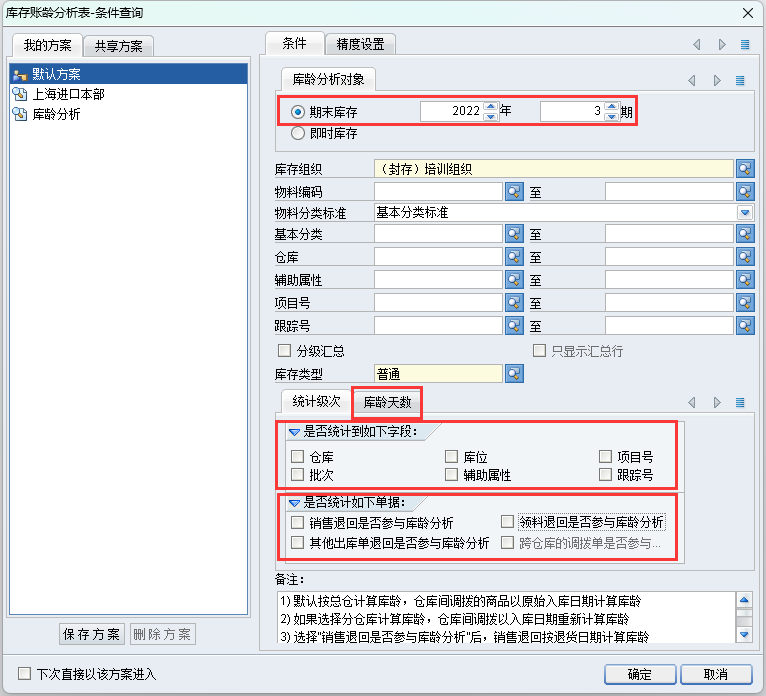 库存账龄分析表-条件查询
我的方案 共享方案
默认方案
上海进口本部
库龄分析
保存方案 删除方案
条件 精度设置
库龄分析对象
期末库存 2022 年 3 期
即时库存
库存组织 （封存）培训组织
物料编码 至
物料分类标准 基本分类标准
基本分类 至
仓库 至
辅助属性 至
项目号 至
跟踪号 至
分级汇总 只显示汇总行
库存类型 普通
统计级次 库龄天数
是否统计到如下字段:
仓库 库位 项目号
批次 辅助属性 跟踪号
是否统计如下单据:
销售退回是否参与库龄分析 领料退回是否参与库龄分析
其他出库单退回是否参与库龄分析 跨仓库的调拨单是否参与...
备注:
1) 默认按总仓计算库龄，仓库间调拨的商品以原始入库日期计算库龄
2) 如果选择分仓库计算库龄，仓库间调拨以入库日期重新计算库龄
3) 选择"销售退回是否参与库龄分析"后，销售退回按退货日期计算库龄
下次直接以该方案进入 确定 取消